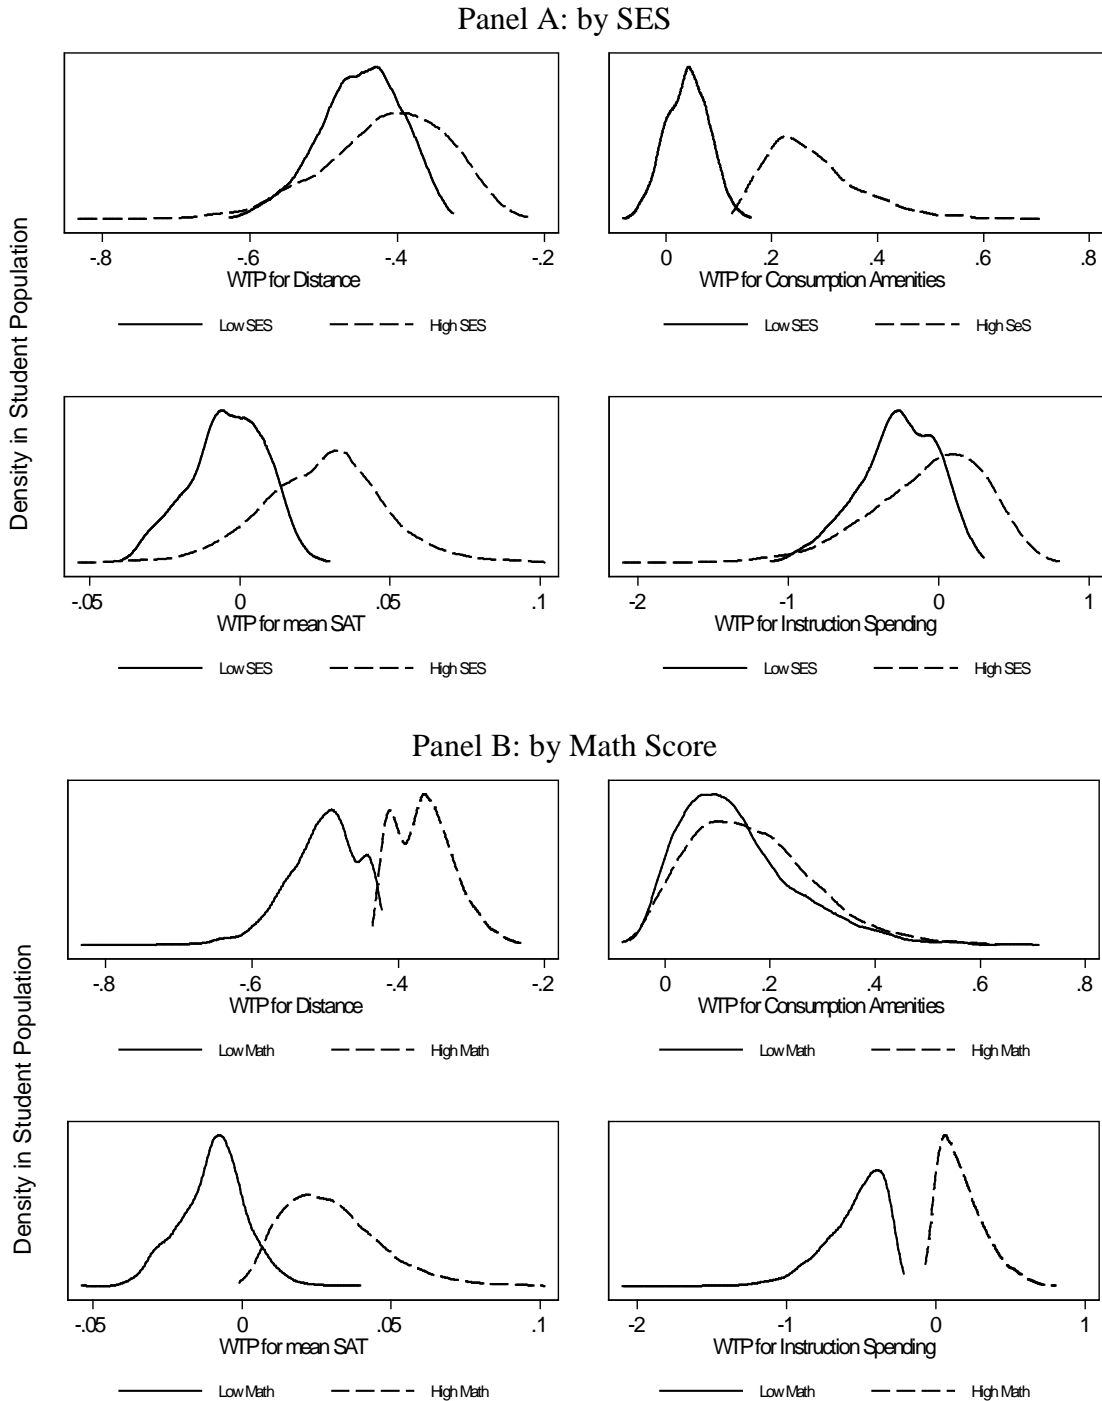 Panel A: by SES
Density in Student Population
-.8 -.6 -.4 -.2
WTP for Distance
Low SES High SES
0 .2 .4 .6 .8
WTP for Consumption Amenities
Low SES High SeS
-.05 0 .05 .1
WTP for mean SAT
Low SES High SES
-2 -1 0 1
WTP for Instruction Spending
Low SES High SES
Panel B: by Math Score
Density in Student Population
-.8 -.6 -.4 -.2
WTP for Distance
Low Math High Math
0 .2 .4 .6 .8
WTP for Consumption Amenities
Low Math High Math
-.05 0 .05 .1
WTP for mean SAT
Low Math High Math
-2 -1 0 1
WTP for Instruction Spending
Low Math High Math